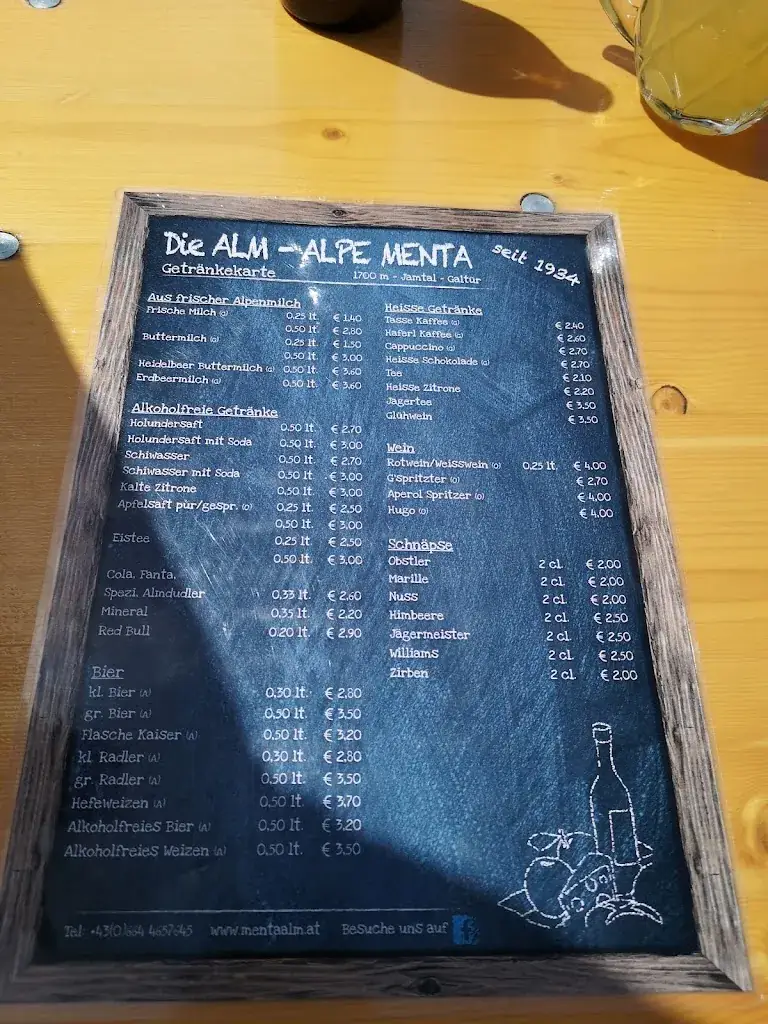 Die ALM - ALPE MENTA
seit 1934
Getränkekarte
1700 m - Jamtal - Galtür
Aus frischer Alpenmilch
Frische Milch (G) 0,25 lt. € 1,40
0,50 lt. € 2,80
Buttermilch (G) 0,25 lt. € 1,50
0,50 lt. € 3,00
Heidelbeer Buttermilch (G) 0,50 lt. € 3,60
Erdbeermilch (G) 0,50 lt. € 3,60
Alkoholfreie Getränke
Holundersaft 0,50 lt. € 2,70
Holundersaft mit Soda 0,50 lt. € 3,00
Schiwasser 0,50 lt. € 2,70
Schiwasser mit Soda 0,50 lt. € 3,00
Kalte Zitrone 0,50 lt. € 3,00
Apfelsaft pur/gespr. (O) 0,25 lt. € 2,50
0,50 lt. € 3,00
Eistee 0,25 lt. € 2,50
0,50 lt. € 3,00
Cola, Fanta,
Spezi, Almdudler 0,33 lt. € 2,60
Mineral 0,35 lt. € 2,20
Red Bull 0,20 lt. € 2,90
Bier
kl. Bier (A) 0,30 lt. € 2,80
gr. Bier (A) 0,50 lt. € 3,50
Flasche Kaiser (A) 0,50 lt. € 3,20
kl. Radler (A) 0,30 lt. € 2,80
gr. Radler (A) 0,50 lt. € 3,50
Hefeweizen (A) 0,50 lt. € 3,70
Alkoholfreies Bier (A) 0,50 lt. € 3,20
Alkoholfreies Weizen (A) 0,50 lt. € 3,50
Heisse Getränke
Tasse Kaffee (G) € 2,40
Haferl Kaffee (G) € 2,60
Cappuccino (G) € 2,70
Heisse Schokolade (G) € 2,70
Tee € 2,10
Heisse Zitrone € 2,20
Jagertee € 3,50
Glühwein € 3,50
Wein
Rotwein/Weisswein (O) 0,25 lt. € 4,00
G'spritzter (O) € 2,70
Aperol Spritzer (O) € 4,00
Hugo (O) € 4,00
Schnäpse
Obstler 2 cl. € 2,00
Marille 2 cl. € 2,00
Nuss 2 cl. € 2,00
Himbeere 2 cl. € 2,50
Jägermeister 2 cl. € 2,50
Williams 2 cl. € 2,50
Zirben 2 cl. € 2,00
Tel: www.mentaalm.at Besuche uns auf